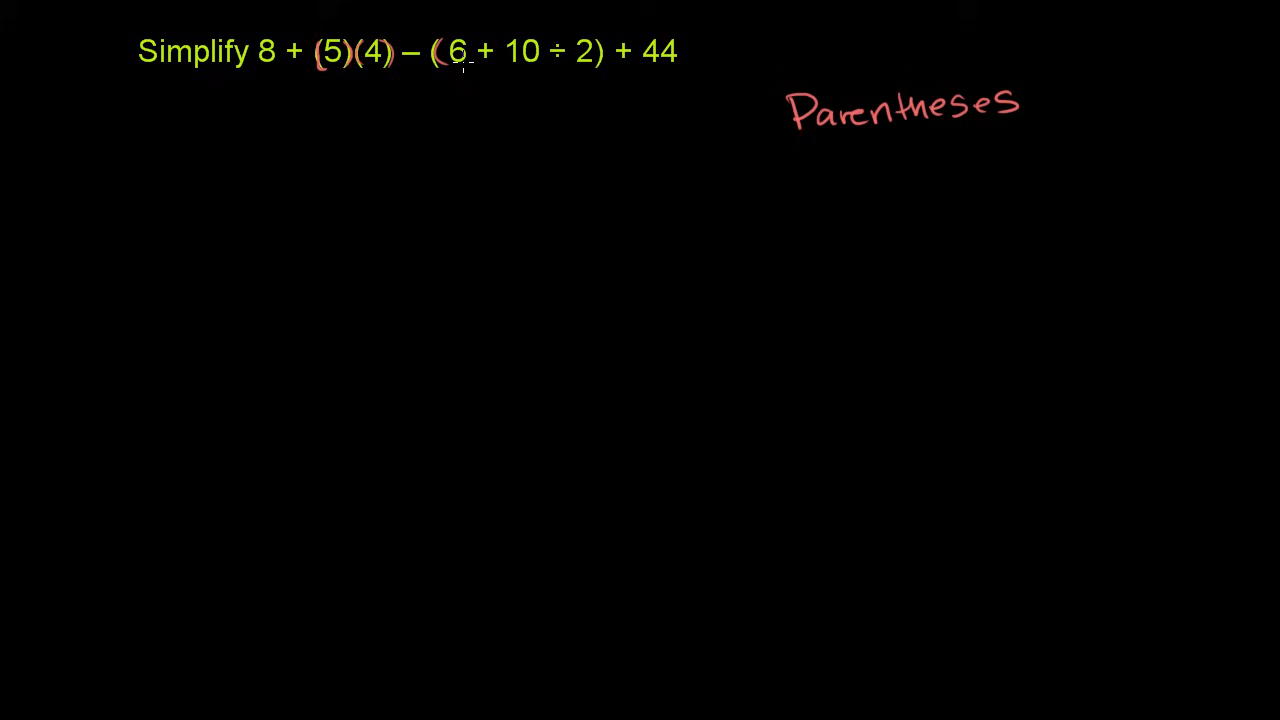 Simplify 8 + (5)(4) – (6 + 10 ÷ 2) + 44
Parentheses